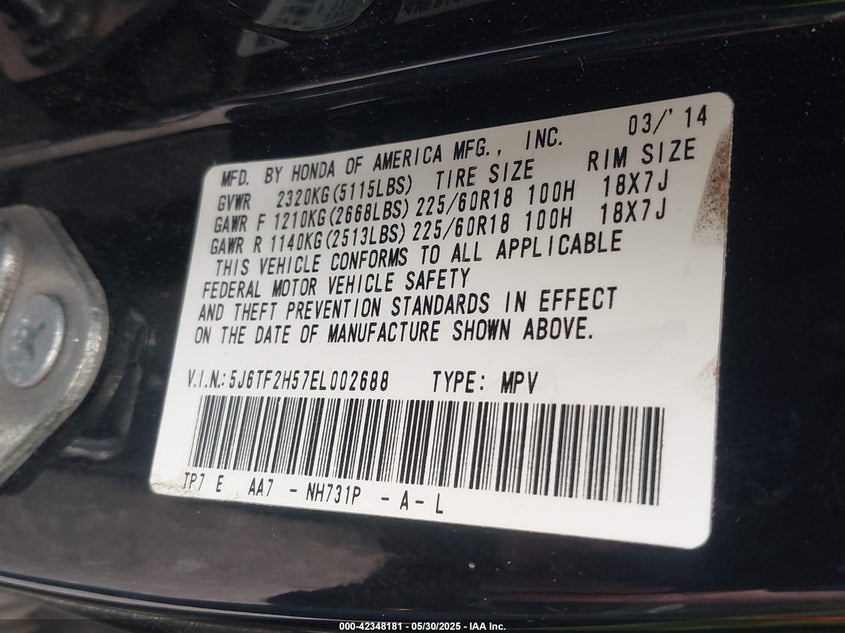 MFD. BY HONDA OF AMERICA MFG., INC. 03/'14
GVWR 2320KG(5115LBS) TIRE SIZE RIM SIZE
GAWR F 1210KG(2668LBS) 225/60R18 100H 18X7J
GAWR R 1140KG(2513LBS) 225/60R18 100H 18X7J
THIS VEHICLE CONFORMS TO ALL APPLICABLE
FEDERAL MOTOR VEHICLE SAFETY
AND THEFT PREVENTION STANDARDS IN EFFECT
ON THE DATE OF MANUFACTURE SHOWN ABOVE.
V.I.N.: 5J6TF2H57EL002688 TYPE: MPV
TP7 E AA7 - NH731P - A - L
000-42348181 - 05/30/2025 - IAA Inc.